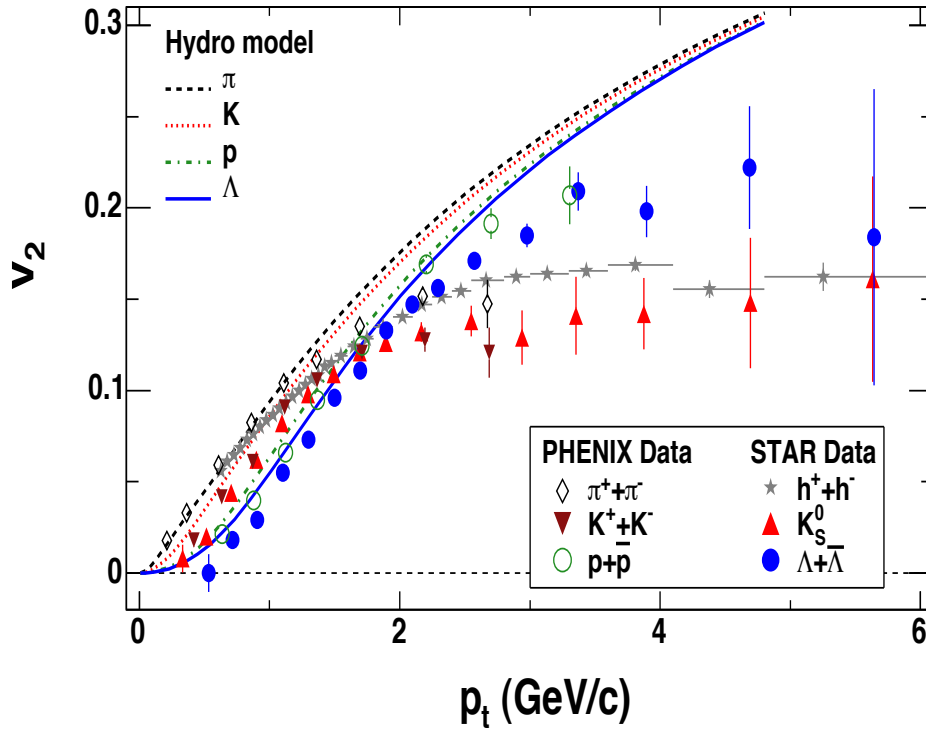 0.3
Hydro model
π
K
p
Λ
0.2
v₂
0.1
PHENIX Data STAR Data
π⁺+π⁻ h⁺+h⁻
K⁺+K⁻ K⁰_S
p+p̅ Λ+Λ̅
0
0 2 4 6
pₜ (GeV/c)